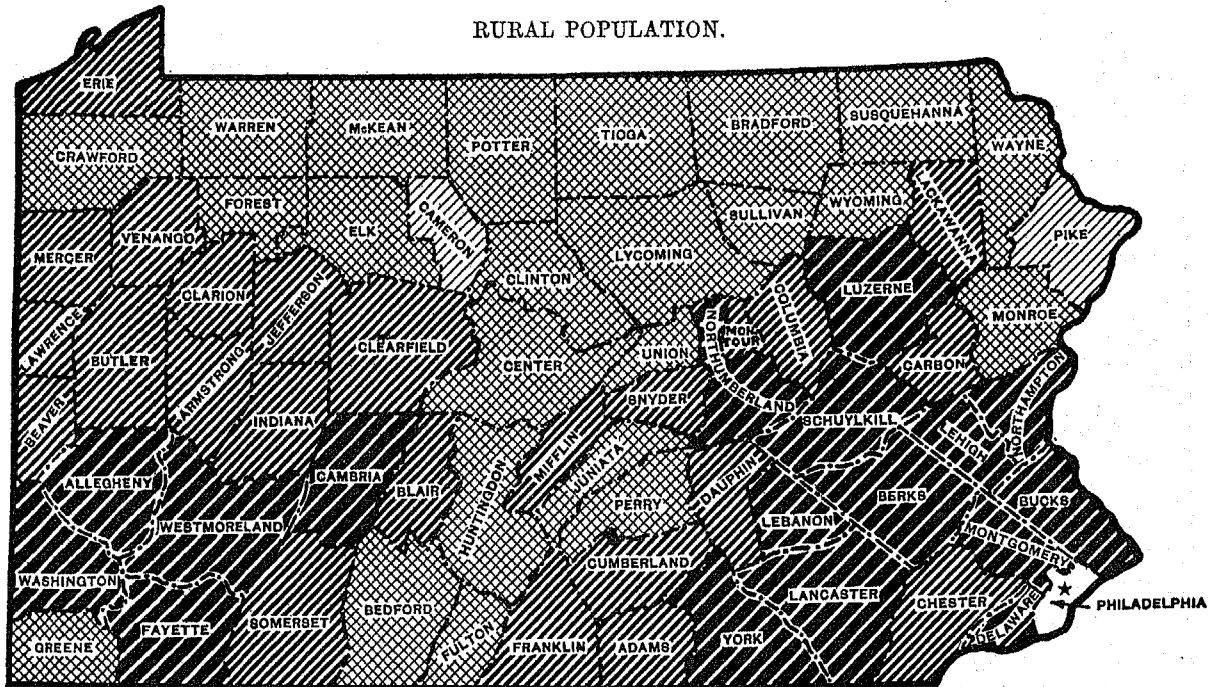 RURAL POPULATION.
ERIE
CRAWFORD
WARREN
McKEAN
POTTER
TIOGA
BRADFORD
SUSQUEHANNA
WAYNE
MERCER
VENANGO
FOREST
ELK
CAMERON
CLINTON
LYCOMING
SULLIVAN
WYOMING
LACKAWANNA
PIKE
LAWRENCE
BUTLER
CLARION
JEFFERSON
CLEARFIELD
CENTER
UNION
NORTHUMBERLAND
MON-
TOUR
COLUMBIA
LUZERNE
MONROE
CARBON
BEAVER
ARMSTRONG
INDIANA
SNYDER
MIFFLIN
JUNIATA
SCHUYLKILL
LEHIGH
NORTHAMPTON
ALLEGHENY
CAMBRIA
BLAIR
HUNTINGDON
PERRY
DAUPHIN
LEBANON
BERKS
BUCKS
WESTMORELAND
WASHINGTON
CUMBERLAND
MONTGOMERY
GREENE
FAYETTE
SOMERSET
BEDFORD
FULTON
FRANKLIN
ADAMS
YORK
LANCASTER
CHESTER
DELAWARE
PHILADELPHIA